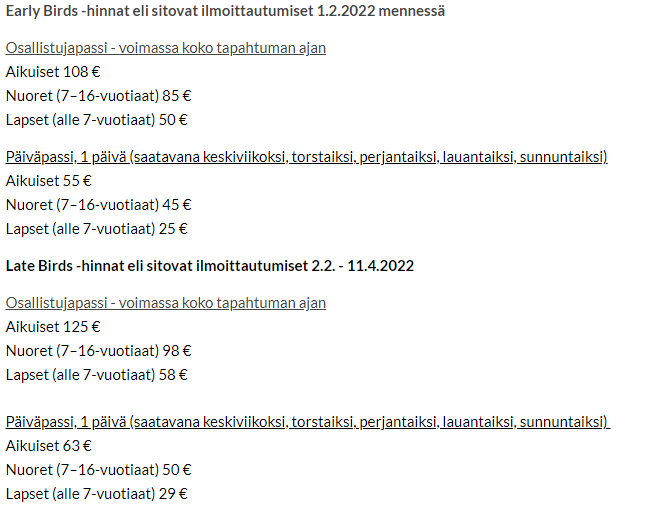 Early Birds -hinnat eli sitovat ilmoittautumiset 1.2.2022 mennessä
Osallistujapassi - voimassa koko tapahtuman ajan
Aikuiset 108 €
Nuoret (7–16-vuotiaat) 85 €
Lapset (alle 7-vuotiaat) 50 €
Päiväpassi, 1 päivä (saatavana keskiviikoksi, torstaiksi, perjantaiksi, lauantaiksi, sunnuntaiksi)
Aikuiset 55 €
Nuoret (7–16-vuotiaat) 45 €
Lapset (alle 7-vuotiaat) 25 €
Late Birds -hinnat eli sitovat ilmoittautumiset 2.2. - 11.4.2022
Osallistujapassi - voimassa koko tapahtuman ajan
Aikuiset 125 €
Nuoret (7–16-vuotiaat) 98 €
Lapset (alle 7-vuotiaat) 58 €
Päiväpassi, 1 päivä (saatavana keskiviikoksi, torstaiksi, perjantaiksi, lauantaiksi, sunnuntaiksi)
Aikuiset 63 €
Nuoret (7–16-vuotiaat) 50 €
Lapset (alle 7-vuotiaat) 29 €